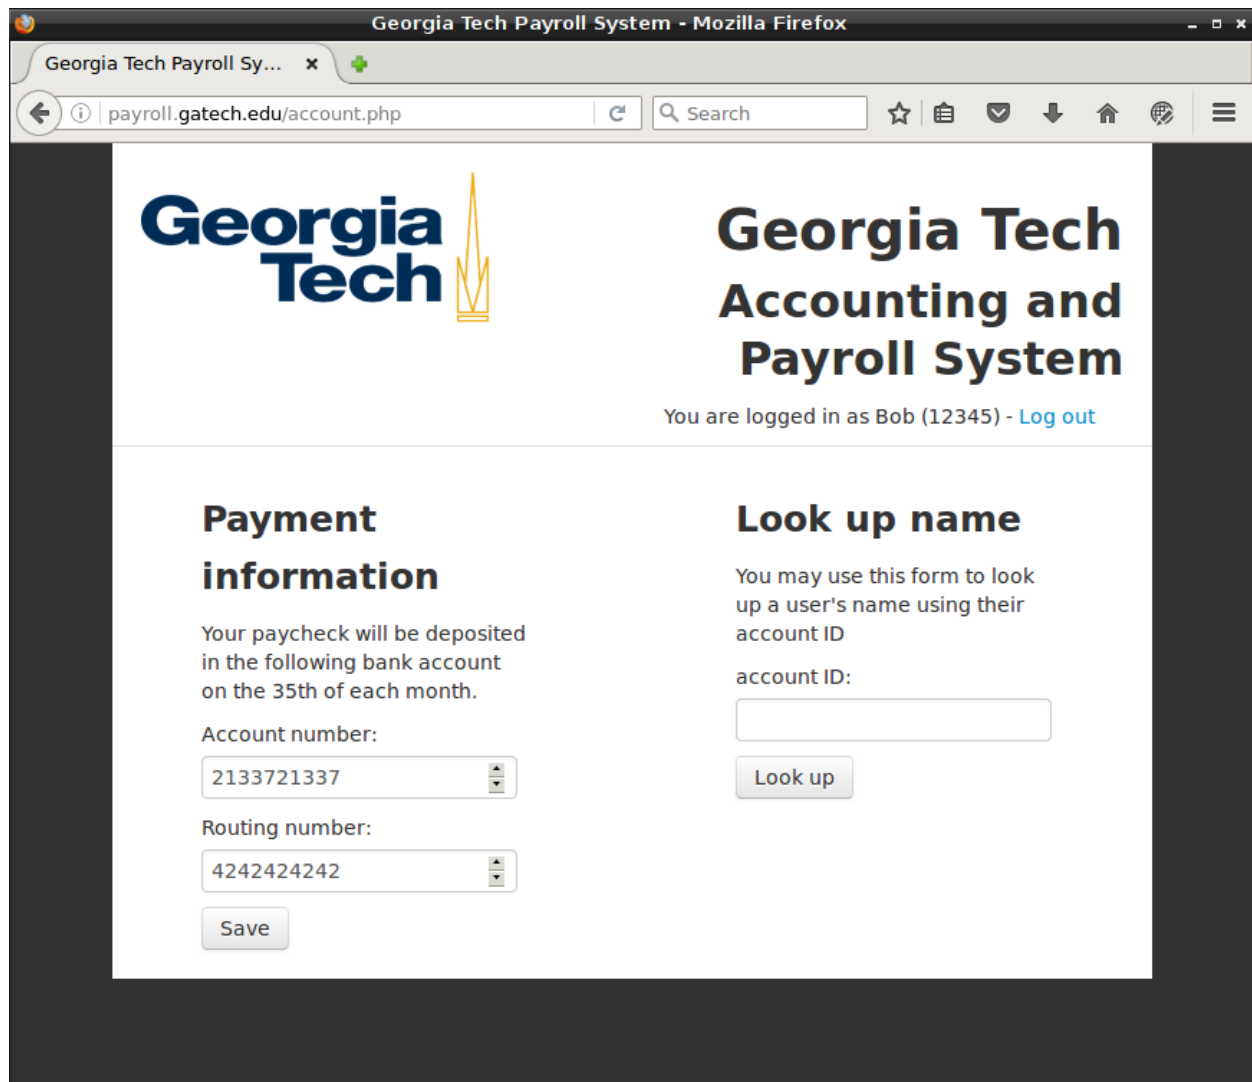 Georgia Tech Payroll System - Mozilla Firefox
Georgia Tech Payroll Sy...
payroll.gatech.edu/account.php
Search
Georgia
Tech
Georgia Tech
Accounting and
Payroll System
You are logged in as Bob (12345) - Log out
Payment
information
Your paycheck will be deposited
in the following bank account
on the 35th of each month.
Account number:
2133721337
Routing number:
4242424242
Save
Look up name
You may use this form to look
up a user's name using their
account ID
account ID:
Look up